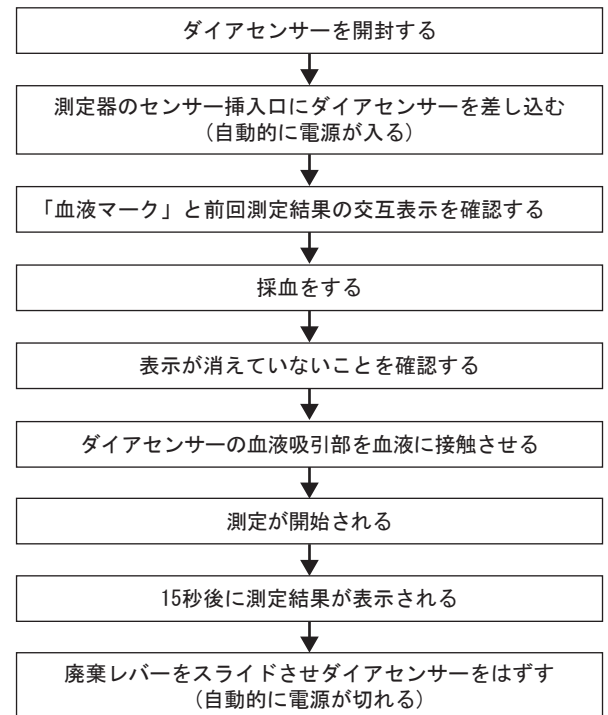 ダイアセンサーを開封する
測定器のセンサー挿入口にダイアセンサーを差し込む
(自動的に電源が入る)
「血液マーク」と前回測定結果の交互表示を確認する
採血をする
表示が消えていないことを確認する
ダイアセンサーの血液吸引部を血液に接触させる
測定が開始される
15秒後に測定結果が表示される
廃棄レバーをスライドさせダイアセンサーをはずす
(自動的に電源が切れる)